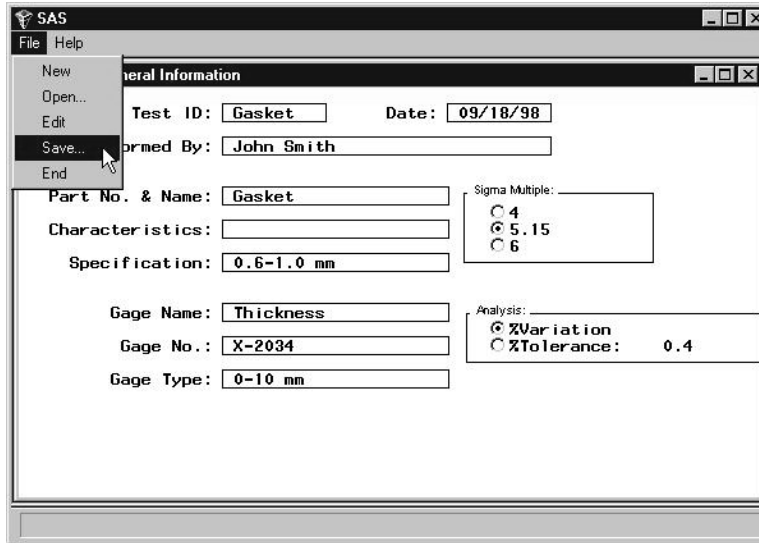 SAS
File Help
New
Open...
Edit
Save...
End
neral Information
Test ID: Gasket Date: 09/18/98
ormed By: John Smith
Part No. & Name: Gasket
Characteristics:
Specification: 0.6-1.0 mm
Sigma Multiple:
4
5.15
6
Gage Name: Thickness
Gage No.: X-2034
Gage Type: 0-10 mm
Analysis:
%Variation
%Tolerance: 0.4